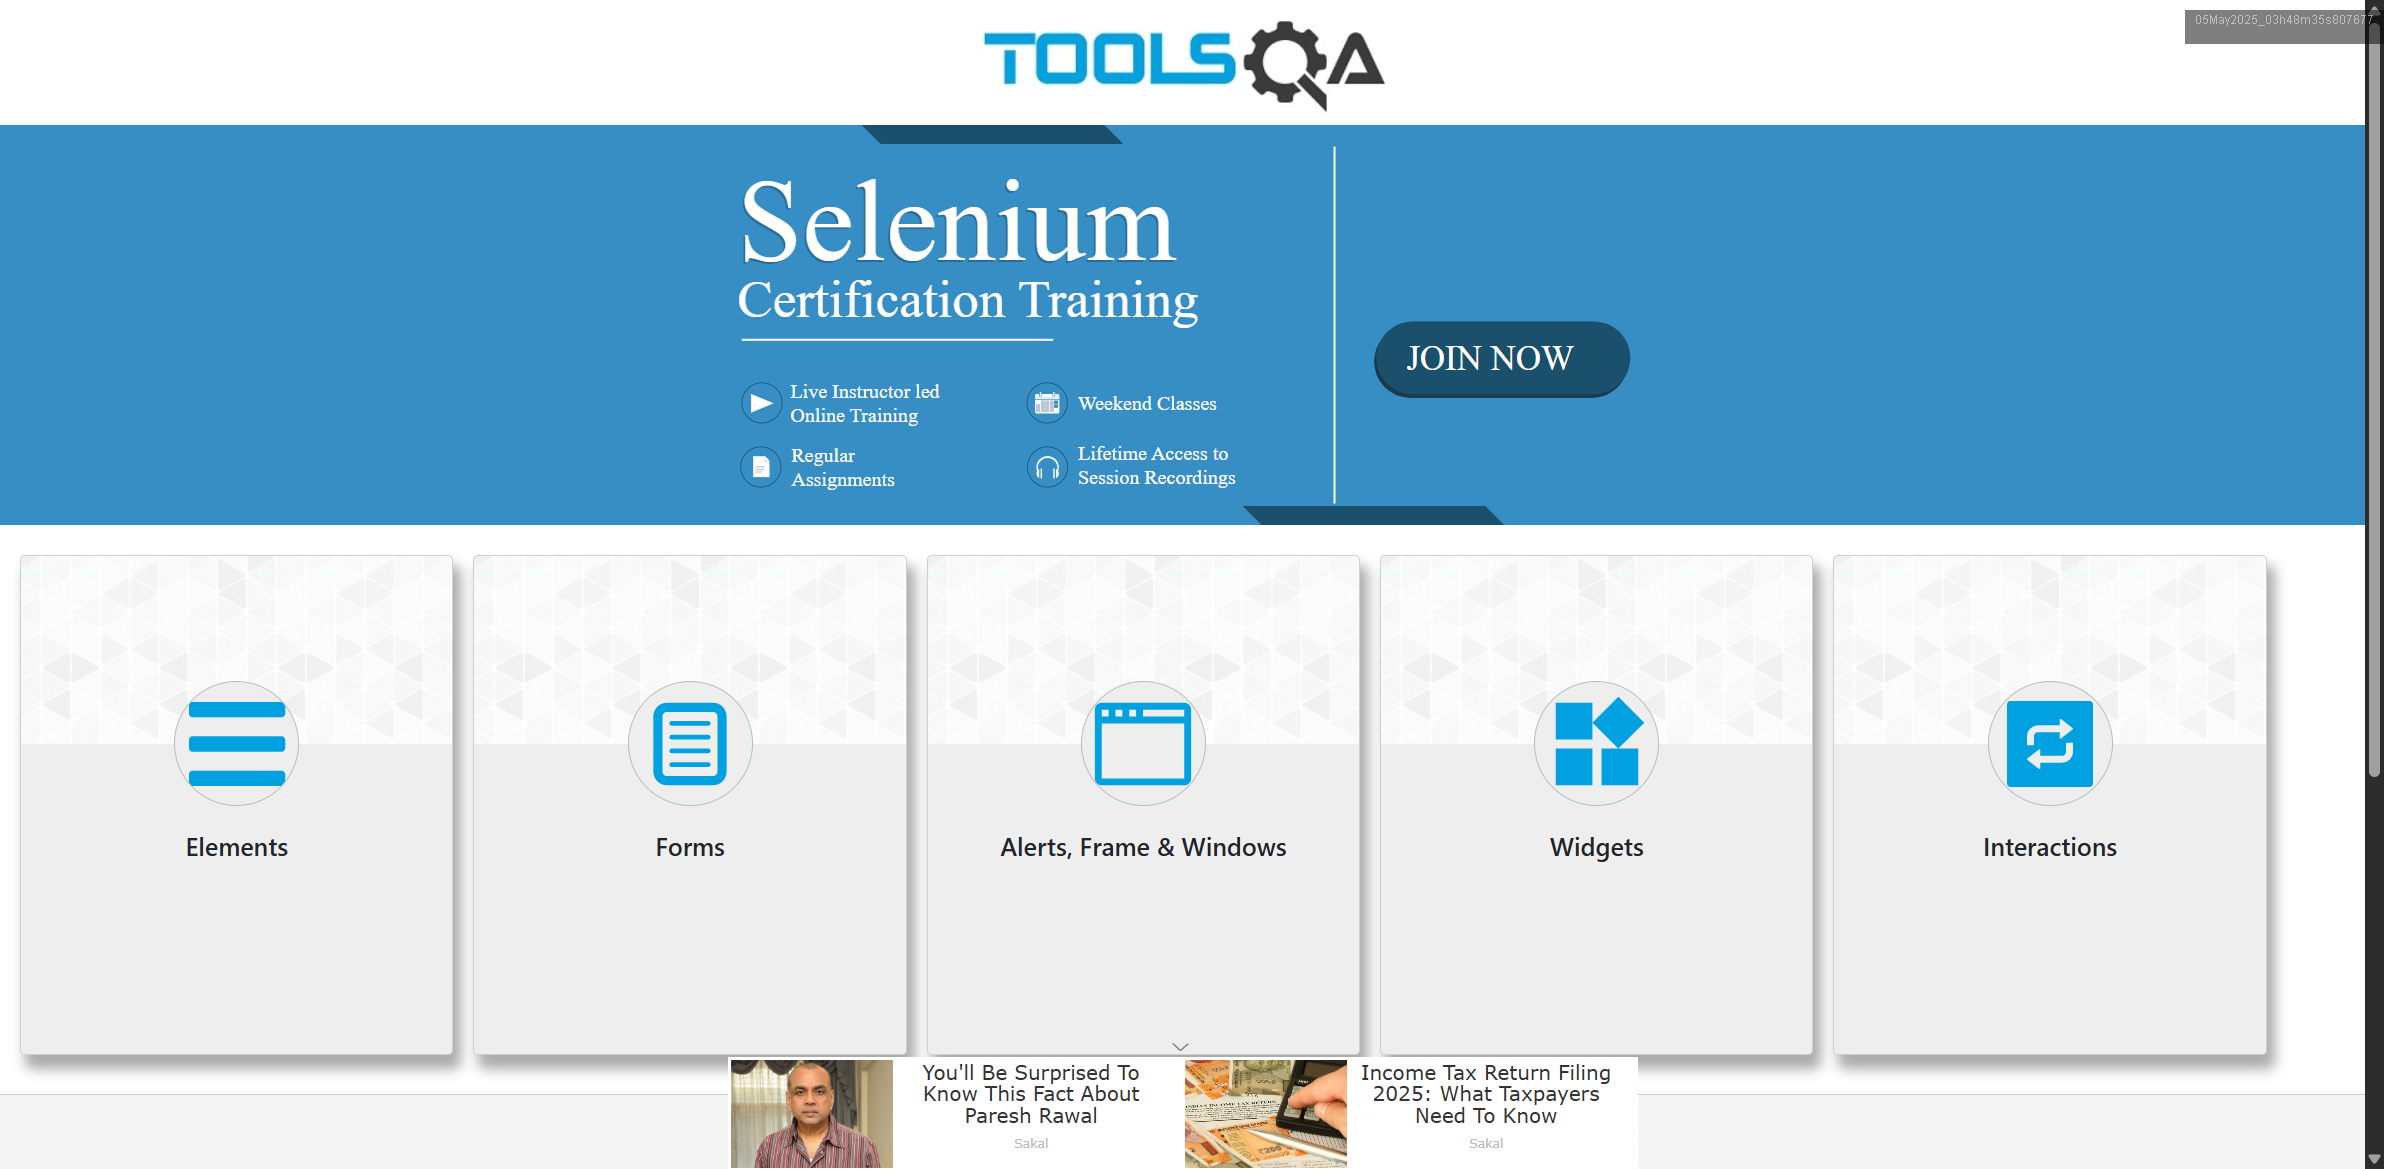 TOOLSQA
05May2025_03h48m35s807677
Selenium
Certification Training
JOIN NOW
Live Instructor led
Online Training
Weekend Classes
Regular
Assignments
Lifetime Access to
Session Recordings
Elements
Forms
Alerts, Frame & Windows
Widgets
Interactions
You'll Be Surprised To
Know This Fact About
Paresh Rawal
Sakal
Income Tax Return Filing
2025: What Taxpayers
Need To Know
Sakal